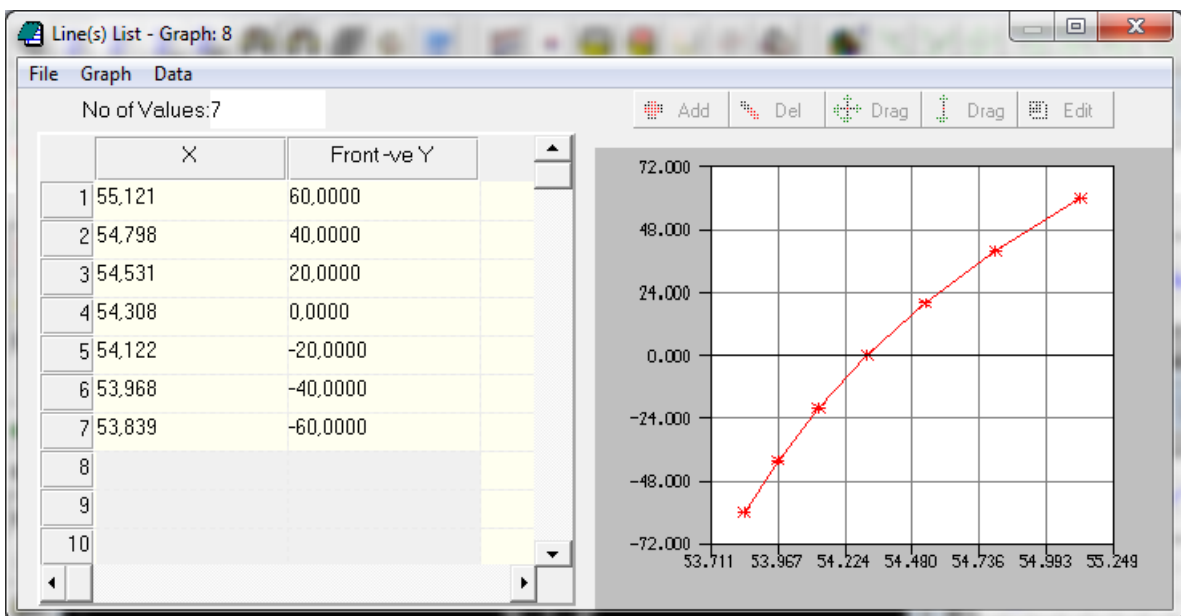 Line(s) List - Graph: 8
File Graph Data
No of Values:7
Add Del Drag Drag Edit
X Front -ve Y
1 55,121 60,0000
2 54,798 40,0000
3 54,531 20,0000
4 54,308 0,0000
5 54,122 -20,0000
6 53,968 -40,0000
7 53,839 -60,0000
8
9
10
72.000
48.000
24.000
0.000
-24.000
-48.000
-72.000
53.711 53.967 54.224 54.480 54.736 54.993 55.249